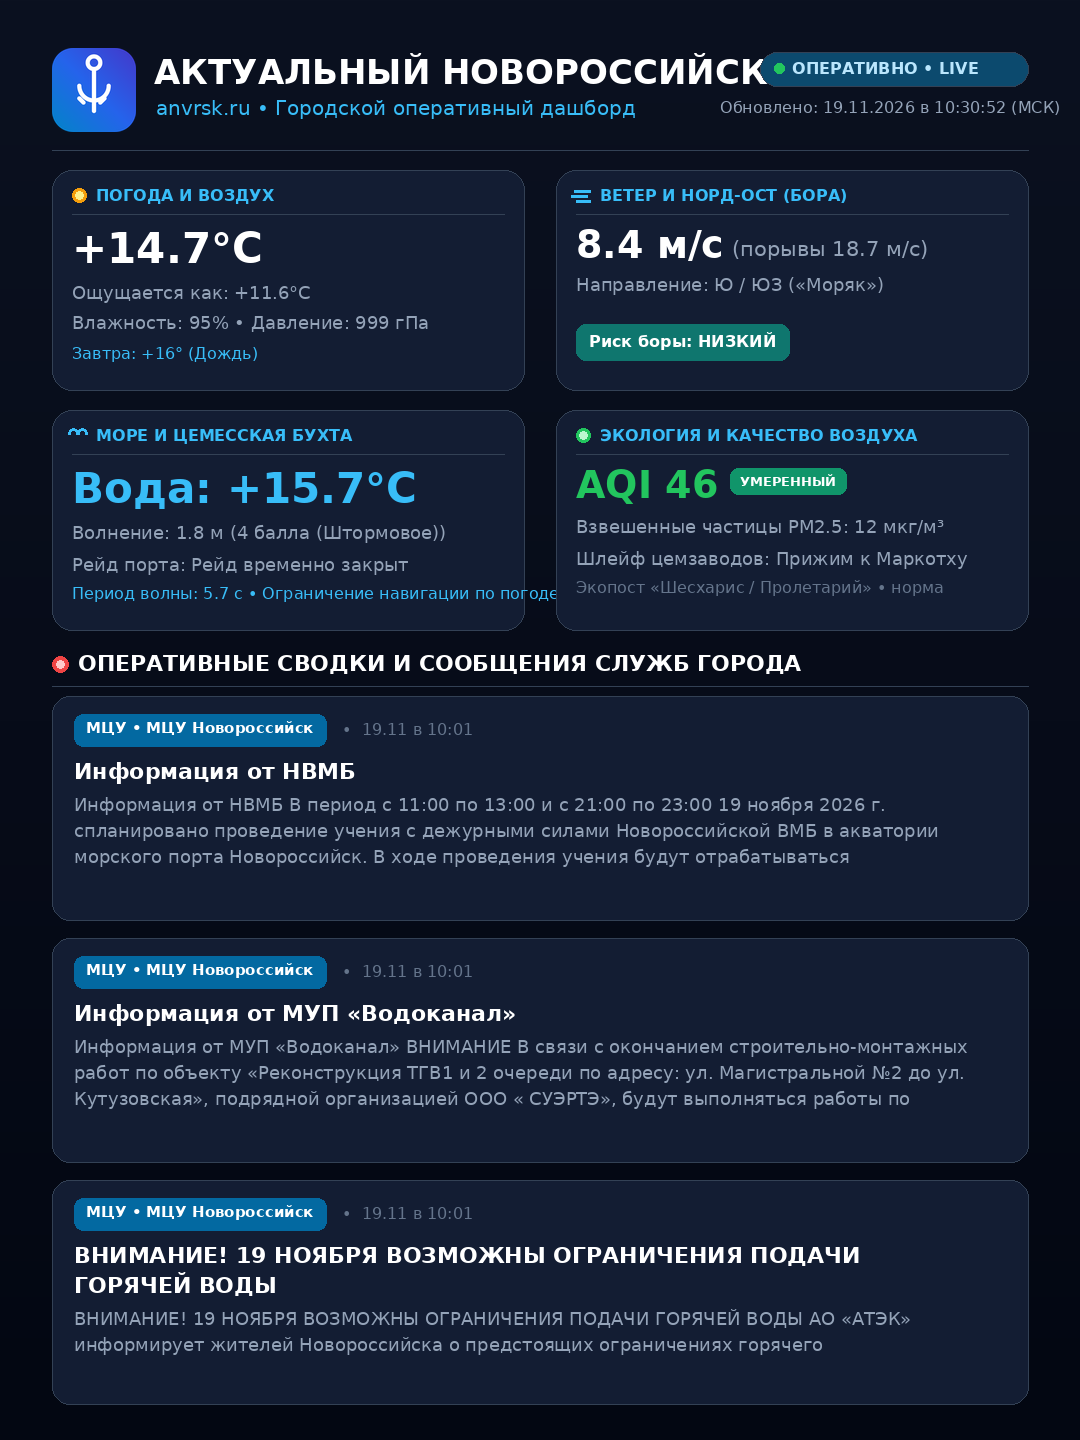 АКТУАЛЬНЫЙ НОВОРОССИЙСК
ОПЕРАТИВНО • LIVE
anvrsk.ru • Городской оперативный дашборд
Обновлено: 19.11.2026 в 10:30:52 (МСК)
ПОГОДА И ВОЗДУХ
+14.7°C
Ощущается как: +11.6°C
Влажность: 95% • Давление: 999 гПа
Завтра: +16° (Дождь)
ВЕТЕР И НОРД-ОСТ (БОРА)
8.4 м/с (порывы 18.7 м/с)
Направление: Ю / ЮЗ («Моряк»)
Риск боры: НИЗКИЙ
МОРЕ И ЦЕМЕССКАЯ БУХТА
Вода: +15.7°C
Волнение: 1.8 м (4 балла (Штормовое))
Рейд порта: Рейд временно закрыт
Период волны: 5.7 с • Ограничение навигации по погоде
ЭКОЛОГИЯ И КАЧЕСТВО ВОЗДУХА
AQI 46 УМЕРЕННЫЙ
Взвешенные частицы PM2.5: 12 мкг/м³
Шлейф цемзаводов: Прижим к Маркотху
Экопост «Шесхарис / Пролетарий» • норма
ОПЕРАТИВНЫЕ СВОДКИ И СООБЩЕНИЯ СЛУЖБ ГОРОДА
МЦУ • МЦУ Новороссийск • 19.11 в 10:01
Информация от НВМБ
Информация от НВМБ В период с 11:00 по 13:00 и с 21:00 по 23:00 19 ноября 2026 г.
спланировано проведение учения с дежурными силами Новороссийской ВМБ в акватории
морского порта Новороссийск. В ходе проведения учения будут отрабатываться
МЦУ • МЦУ Новороссийск • 19.11 в 10:01
Информация от МУП «Водоканал»
Информация от МУП «Водоканал» ВНИМАНИЕ В связи с окончанием строительно-монтажных
работ по объекту «Реконструкция ТГВ1 и 2 очереди по адресу: ул. Магистральной №2 до ул.
Кутузовская», подрядной организацией ООО « СУЭРТЭ», будут выполняться работы по
МЦУ • МЦУ Новороссийск • 19.11 в 10:01
ВНИМАНИЕ! 19 НОЯБРЯ ВОЗМОЖНЫ ОГРАНИЧЕНИЯ ПОДАЧИ
ГОРЯЧЕЙ ВОДЫ
ВНИМАНИЕ! 19 НОЯБРЯ ВОЗМОЖНЫ ОГРАНИЧЕНИЯ ПОДАЧИ ГОРЯЧЕЙ ВОДЫ АО «АТЭК»
информирует жителей Новороссийска о предстоящих ограничениях горячего